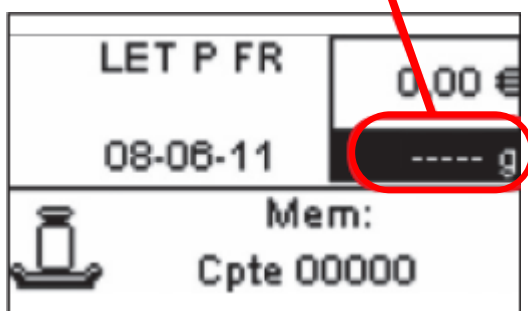 LET P FR
0.00 €
08-06-11
----- g
Mem:
Cpte 00000